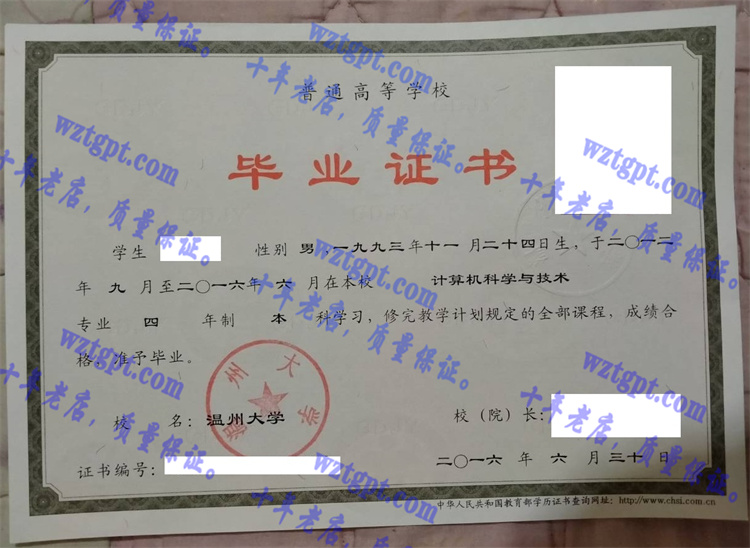 普通高等学校
毕业证书
学生 性别 男 ,一九九三年十一月二十四日生，于二〇一二
年 九 月至二〇一六年 六 月在本校 计算机科学与技术
专业 四 年制 本 科学习，修完教学计划规定的全部课程，成绩合
格，准予毕业。
温州大学
校 名：温州大学 校（院）长：
证书编号： 二〇一六 年 六 月三十日
中华人民共和国教育部学历证书查询网址：http://www.chsi.com.cn
wztgpt.com
十年老店，质量保证。